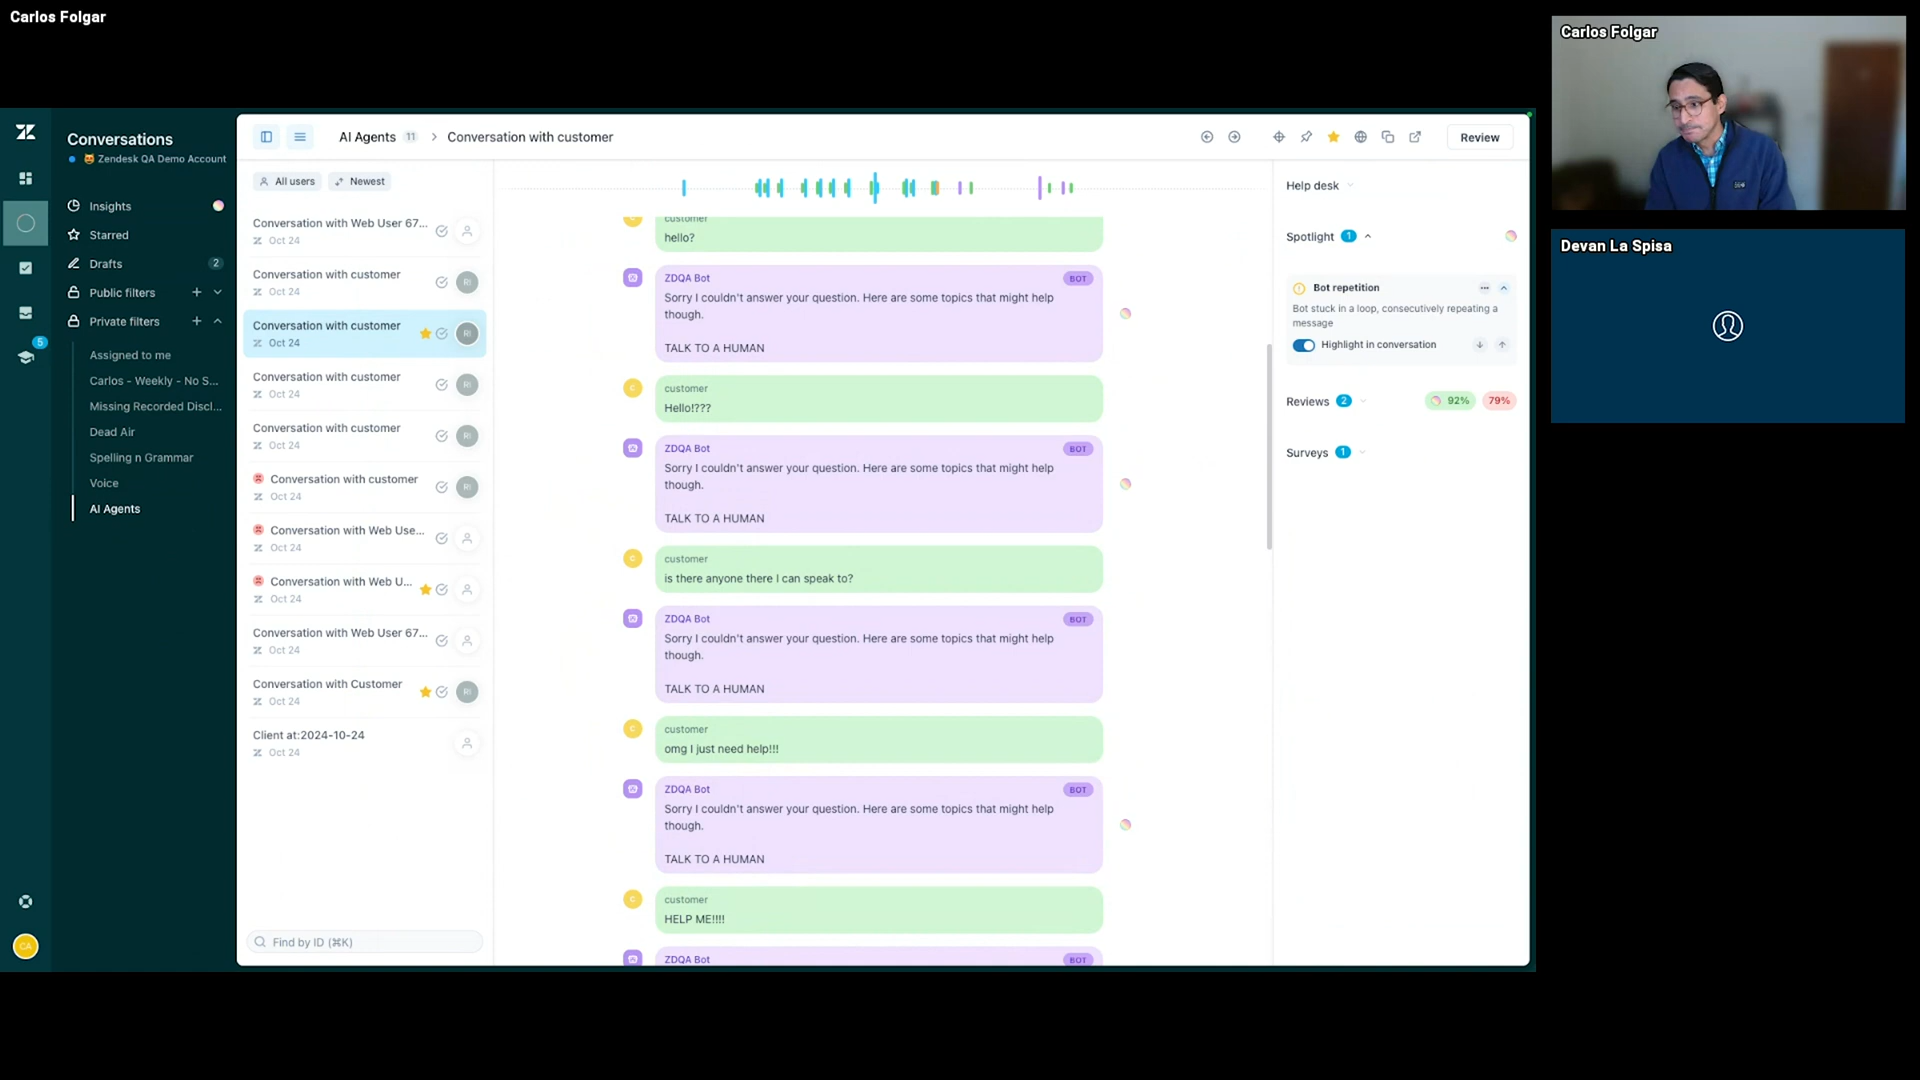 Carlos Folgar
Carlos Folgar
Devan La Spisa
Conversations
Zendesk QA Demo Account
Insights
Starred
Drafts 2
Public filters
Private filters
5
Assigned to me
Carlos - Weekly - No S...
Missing Recorded Discl...
Dead Air
Spelling n Grammar
Voice
AI Agents
CA
AI Agents 11 > Conversation with customer
Review
All users
Newest
Conversation with Web User 67...
Oct 24
Conversation with customer
Oct 24
RI
Conversation with customer
Oct 24
RI
Conversation with customer
Oct 24
RI
Conversation with customer
Oct 24
RI
Conversation with customer
Oct 24
RI
Conversation with Web Use...
Oct 24
Conversation with Web U...
Oct 24
Conversation with Web User 67...
Oct 24
Conversation with Customer
Oct 24
RI
Client at:2024-10-24
Oct 24
Find by ID (⌘K)
customer
hello?
ZDQA Bot
BOT
Sorry I couldn't answer your question. Here are some topics that might help
though.
TALK TO A HUMAN
C
customer
Hello!???
ZDQA Bot
BOT
Sorry I couldn't answer your question. Here are some topics that might help
though.
TALK TO A HUMAN
C
customer
is there anyone there I can speak to?
ZDQA Bot
BOT
Sorry I couldn't answer your question. Here are some topics that might help
though.
TALK TO A HUMAN
C
customer
omg I just need help!!!
ZDQA Bot
BOT
Sorry I couldn't answer your question. Here are some topics that might help
though.
TALK TO A HUMAN
C
customer
HELP ME!!!!
ZDQA Bot
BOT
Help desk
Spotlight 1
Bot repetition
Bot stuck in a loop, consecutively repeating a
message
Highlight in conversation
Reviews 2
92% 79%
Surveys 1